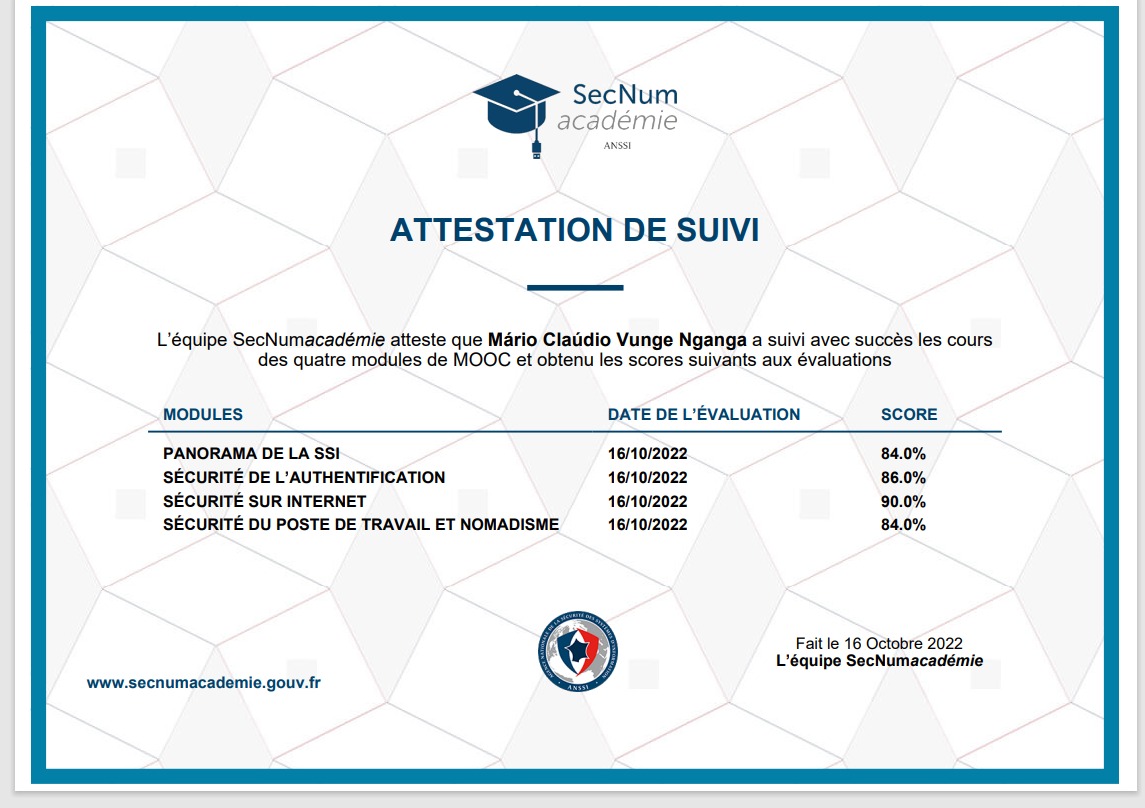 SecNum
académie
ANSSI
ATTESTATION DE SUIVI
L’équipe SecNumacadémie atteste que Mário Claúdio Vunge Nganga a suivi avec succès les cours
des quatre modules de MOOC et obtenu les scores suivants aux évaluations
MODULES DATE DE L’ÉVALUATION SCORE
PANORAMA DE LA SSI 16/10/2022 84.0%
SÉCURITÉ DE L’AUTHENTIFICATION 16/10/2022 86.0%
SÉCURITÉ SUR INTERNET 16/10/2022 90.0%
SÉCURITÉ DU POSTE DE TRAVAIL ET NOMADISME 16/10/2022 84.0%
AGENCE NATIONALE DE LA SÉCURITÉ DES SYSTÈMES D’INFORMATION
ANSSI
Fait le 16 Octobre 2022
L’équipe SecNumacadémie
www.secnumacademie.gouv.fr